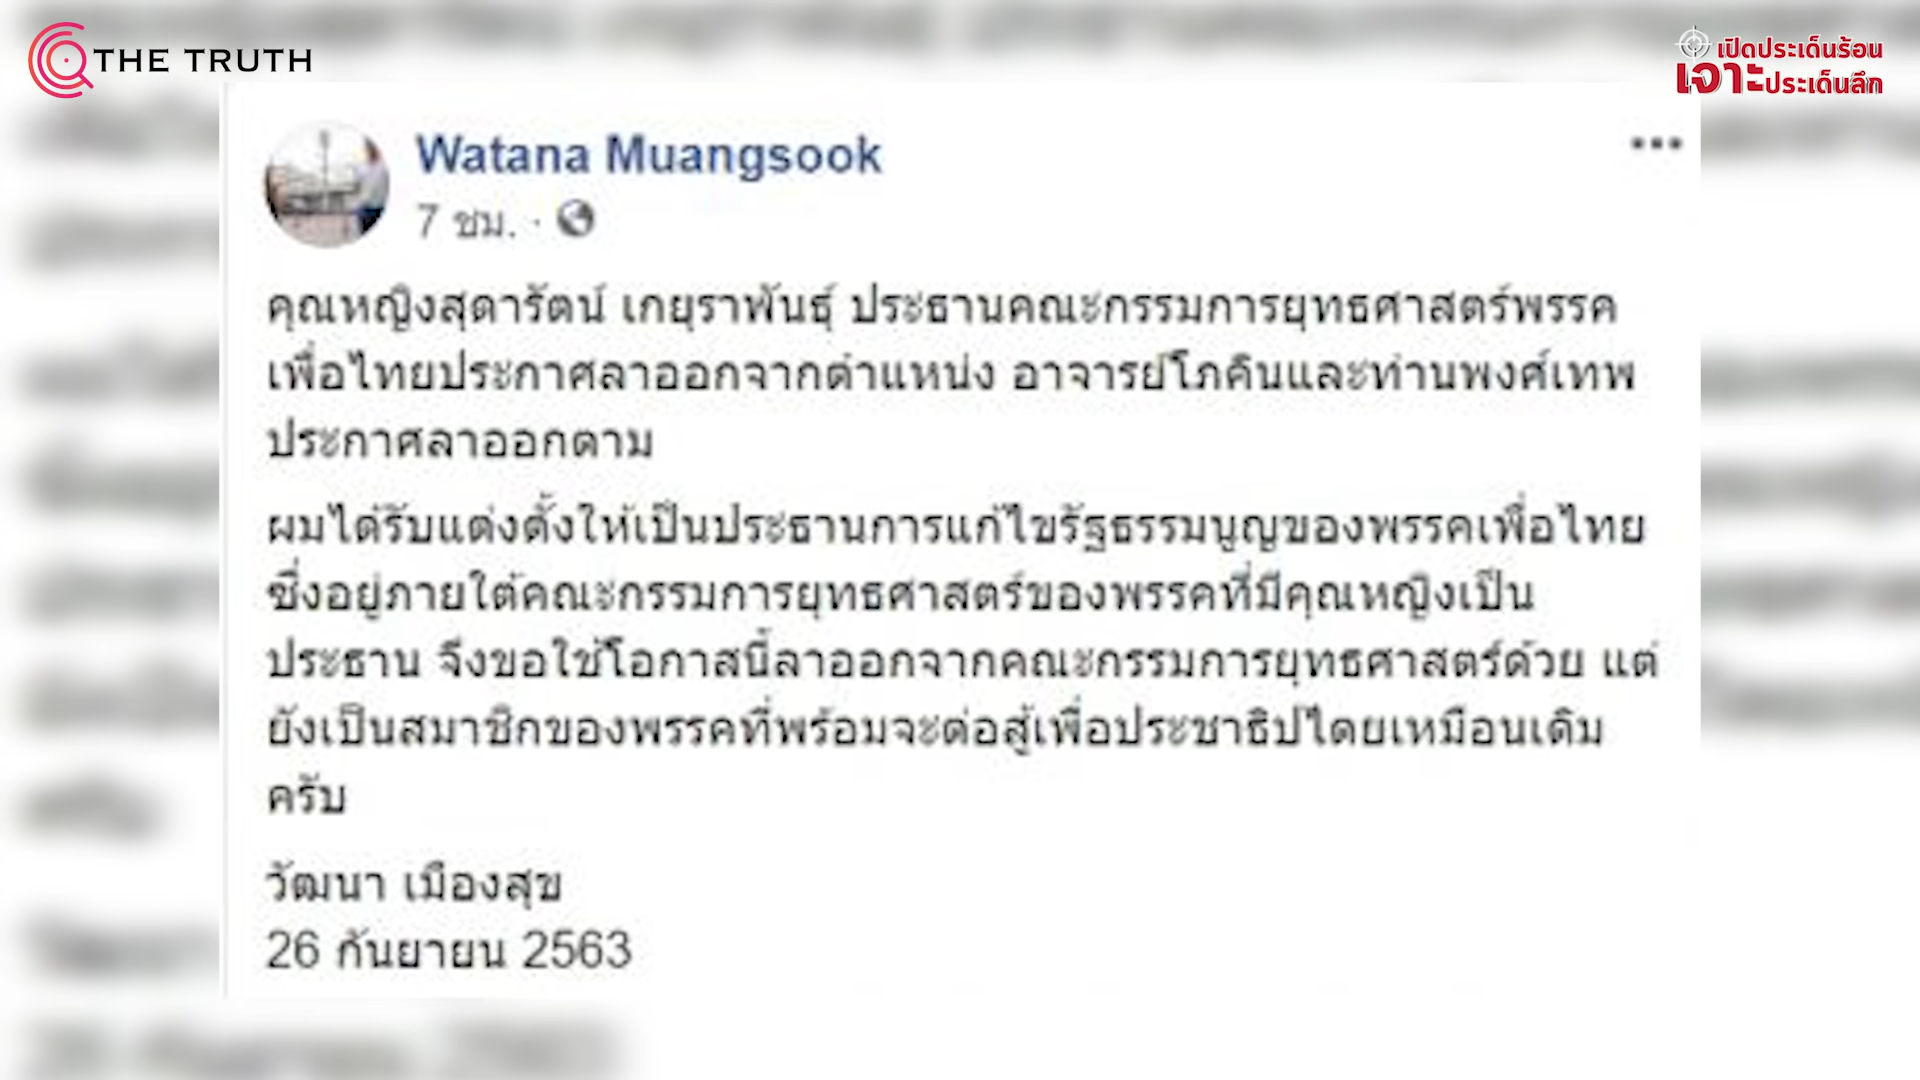 THE TRUTH
เปิดประเด็นร้อน
เจาะประเด็นลึก
Watana Muangsook
7 ชม. ·
คุณหญิงสุดารัตน์ เกยุราพันธุ์ ประธานคณะกรรมการยุทธศาสตร์พรรค
เพื่อไทยประกาศลาออกจากตำแหน่ง อาจารย์โภคินและท่านพงศ์เทพ
ประกาศลาออกตาม
ผมได้รับแต่งตั้งให้เป็นประธานการแก้ไขรัฐธรรมนูญของพรรคเพื่อไทย
ซึ่งอยู่ภายใต้คณะกรรมการยุทธศาสตร์ของพรรคที่มีคุณหญิงเป็น
ประธาน จึงขอใช้โอกาสนี้ลาออกจากคณะกรรมการยุทธศาสตร์ด้วย แต่
ยังเป็นสมาชิกของพรรคที่พร้อมจะต่อสู้เพื่อประชาธิปไตยเหมือนเดิม
ครับ
วัฒนา เมืองสุข
26 กันยายน 2563